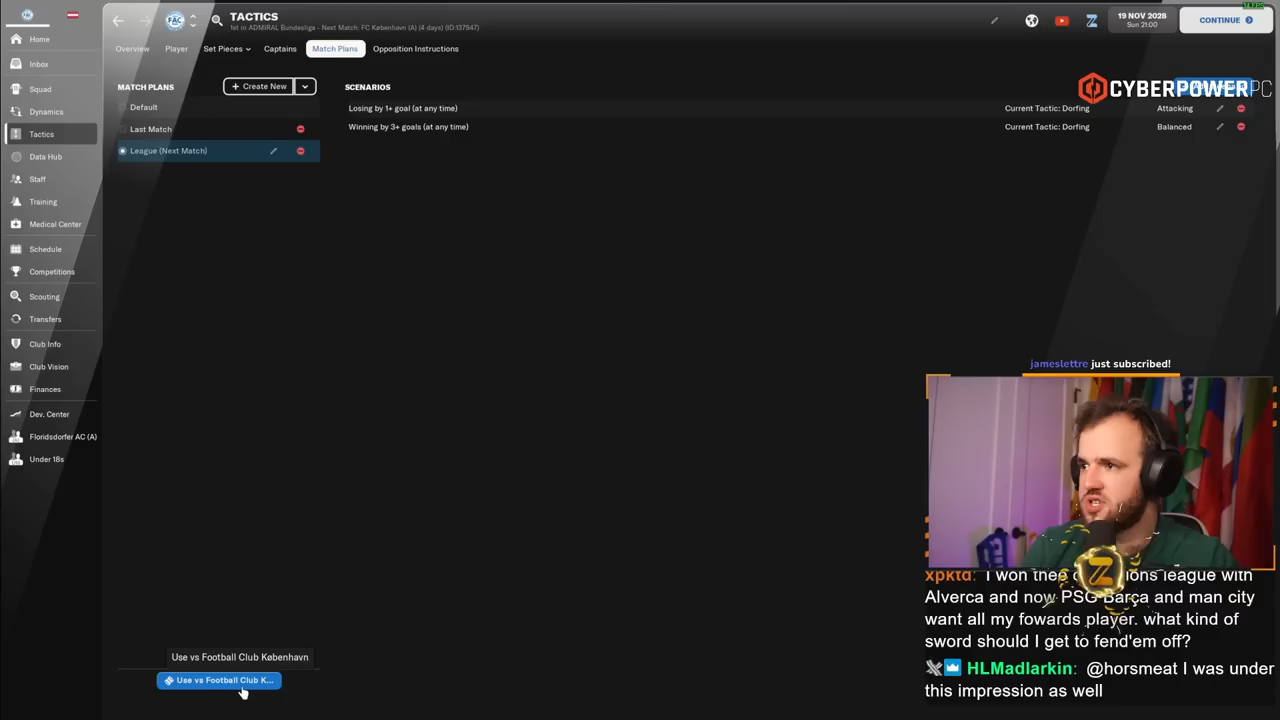 TACTICS
1st in ADMIRAL Bundesliga - Next Match: FC København (A) (4 days) (ID:137947)
19 NOV 2028
Sun 21:00
CONTINUE
Home
Inbox
Squad
Dynamics
Tactics
Data Hub
Staff
Training
Medical Center
Schedule
Competitions
Scouting
Transfers
Club Info
Club Vision
Finances
Dev. Center
Floridsdorfer AC (A)
Under 18s
Overview
Player
Set Pieces
Captains
Match Plans
Opposition Instructions
MATCH PLANS
+ Create New
Default
Last Match
League (Next Match)
SCENARIOS
CYBERPOWERPC
Losing by 1+ goal (at any time)
Current Tactic: Dorfing
Attacking
Winning by 3+ goals (at any time)
Current Tactic: Dorfing
Balanced
Use vs Football Club København
Use vs Football Club K...
jameslettre just subscribed!
I won
league with
Alverca and now PSG Barça and man city
want all my fowards player. what kind of
sword should I get to fend'em off?
HLMadlarkin: @horsmeat I was under
this impression as well